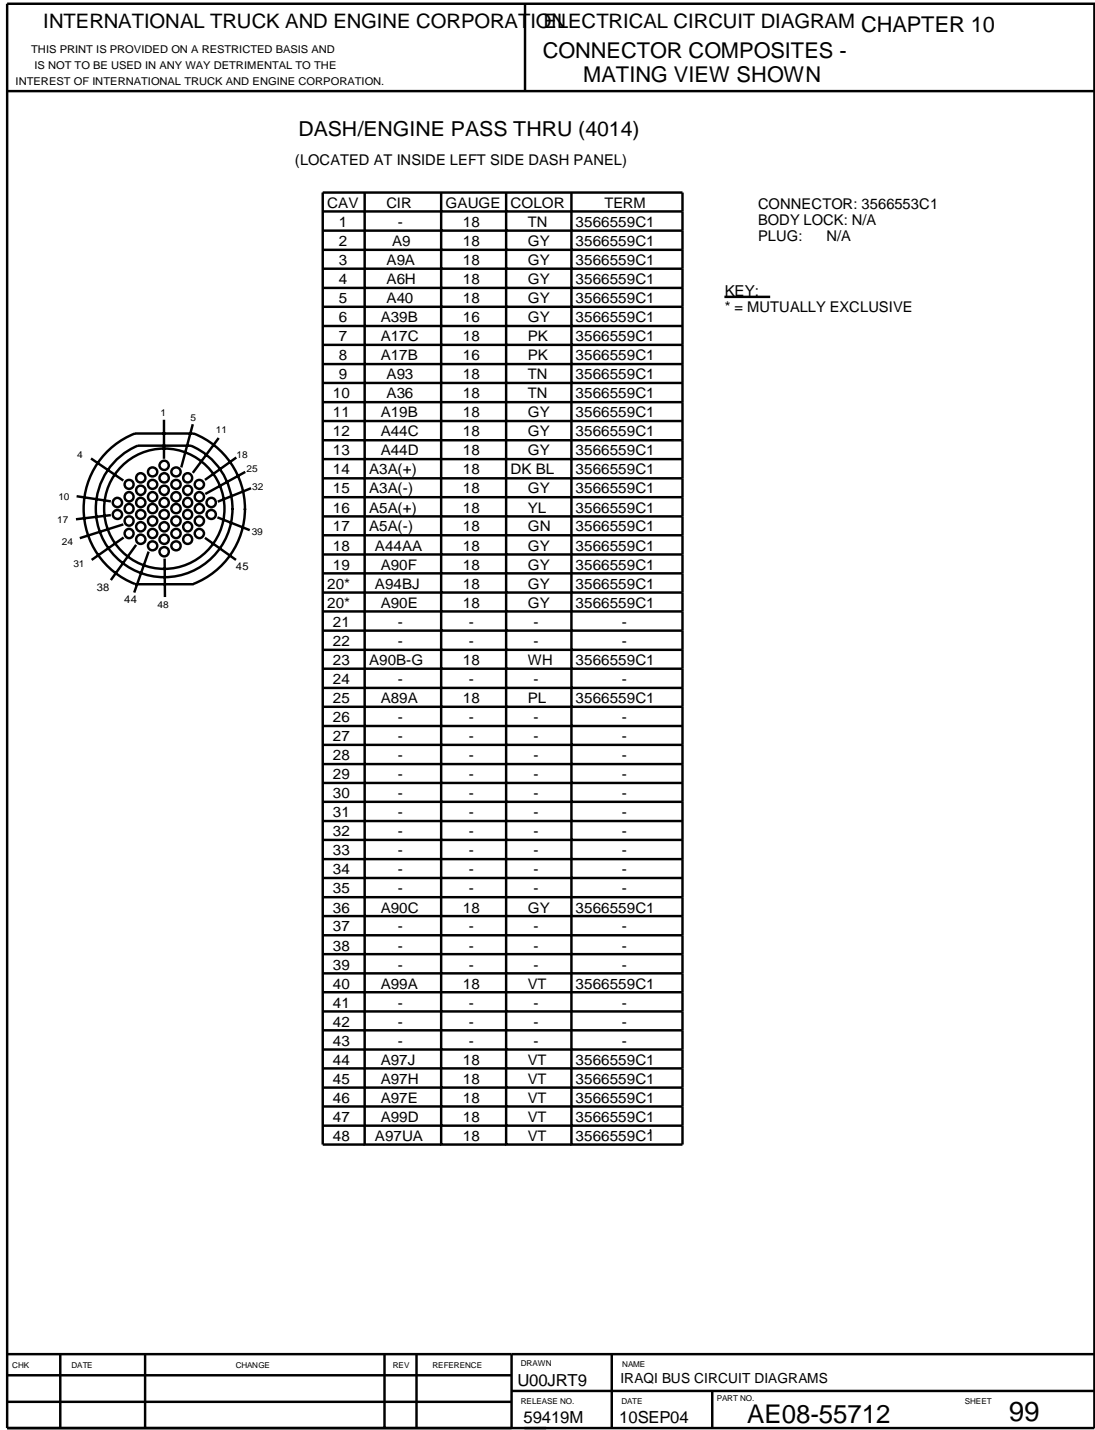 INTERNATIONAL TRUCK AND ENGINE CORPORATION
THIS PRINT IS PROVIDED ON A RESTRICTED BASIS AND
IS NOT TO BE USED IN ANY WAY DETRIMENTAL TO THE
INTEREST OF INTERNATIONAL TRUCK AND ENGINE CORPORATION.
ELECTRICAL CIRCUIT DIAGRAM CHAPTER 10
CONNECTOR COMPOSITES -
MATING VIEW SHOWN
DASH/ENGINE PASS THRU (4014)
(LOCATED AT INSIDE LEFT SIDE DASH PANEL)
CAV CIR GAUGE COLOR TERM
1 - 18 TN 3566559C1
2 A9 18 GY 3566559C1
3 A9A 18 GY 3566559C1
4 A6H 18 GY 3566559C1
5 A40 18 GY 3566559C1
6 A39B 16 GY 3566559C1
7 A17C 18 PK 3566559C1
8 A17B 16 PK 3566559C1
9 A93 18 TN 3566559C1
10 A36 18 TN 3566559C1
11 A19B 18 GY 3566559C1
12 A44C 18 GY 3566559C1
13 A44D 18 GY 3566559C1
14 A3A(+) 18 DK BL 3566559C1
15 A3A(-) 18 GY 3566559C1
16 A5A(+) 18 YL 3566559C1
17 A5A(-) 18 GN 3566559C1
18 A44AA 18 GY 3566559C1
19 A90F 18 GY 3566559C1
20* A94BJ 18 GY 3566559C1
20* A90E 18 GY 3566559C1
21 - - - -
22 - - - -
23 A90B-G 18 WH 3566559C1
24 - - - -
25 A89A 18 PL 3566559C1
26 - - - -
27 - - - -
28 - - - -
29 - - - -
30 - - - -
31 - - - -
32 - - - -
33 - - - -
34 - - - -
35 - - - -
36 A90C 18 GY 3566559C1
37 - - - -
38 - - - -
39 - - - -
40 A99A 18 VT 3566559C1
41 - - - -
42 - - - -
43 - - - -
44 A97J 18 VT 3566559C1
45 A97H 18 VT 3566559C1
46 A97E 18 VT 3566559C1
47 A99D 18 VT 3566559C1
48 A97UA 18 VT 3566559C1
CONNECTOR: 3566553C1
BODY LOCK: N/A
PLUG: N/A
KEY:
* = MUTUALLY EXCLUSIVE
1
5
11
4
18
25
10
32
17
39
24
31
45
38
44
48
CHK DATE CHANGE REV REFERENCE
DRAWN
U00JRT9
NAME
IRAQI BUS CIRCUIT DIAGRAMS
RELEASE NO.
59419M
DATE
10SEP04
PART NO.
AE08-55712
SHEET 99